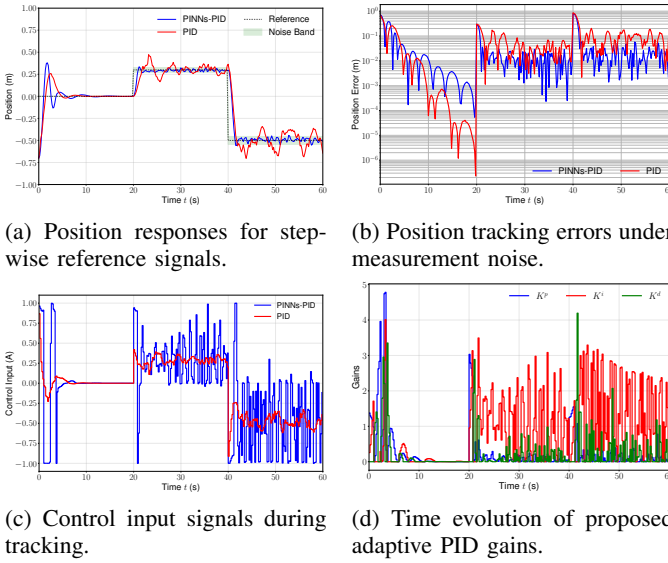 PINNs-PID
PID
Reference
Noise Band
Position (m)
1.00
0.75
0.50
0.25
0.00
−0.25
−0.50
−0.75
−1.00
0 10 20 30 40 50 60
Time t (s)
Position Error (m)
10⁰
10⁻¹
10⁻²
10⁻³
10⁻⁴
10⁻⁵
10⁻⁶
PINNs-PID PID
0 10 20 30 40 50 60
Time t (s)
(a) Position responses for step-
wise reference signals.
(b) Position tracking errors under
measurement noise.
PINNs-PID
PID
Control Input (A)
1.00
0.75
0.50
0.25
0.00
−0.25
−0.50
−0.75
−1.00
0 10 20 30 40 50 60
Time t (s)
Kᵖ Kⁱ Kᵈ
Gains
5
4
3
2
1
0
0 10 20 30 40 50 60
Time t (s)
(c) Control input signals during
tracking.
(d) Time evolution of proposed
adaptive PID gains.